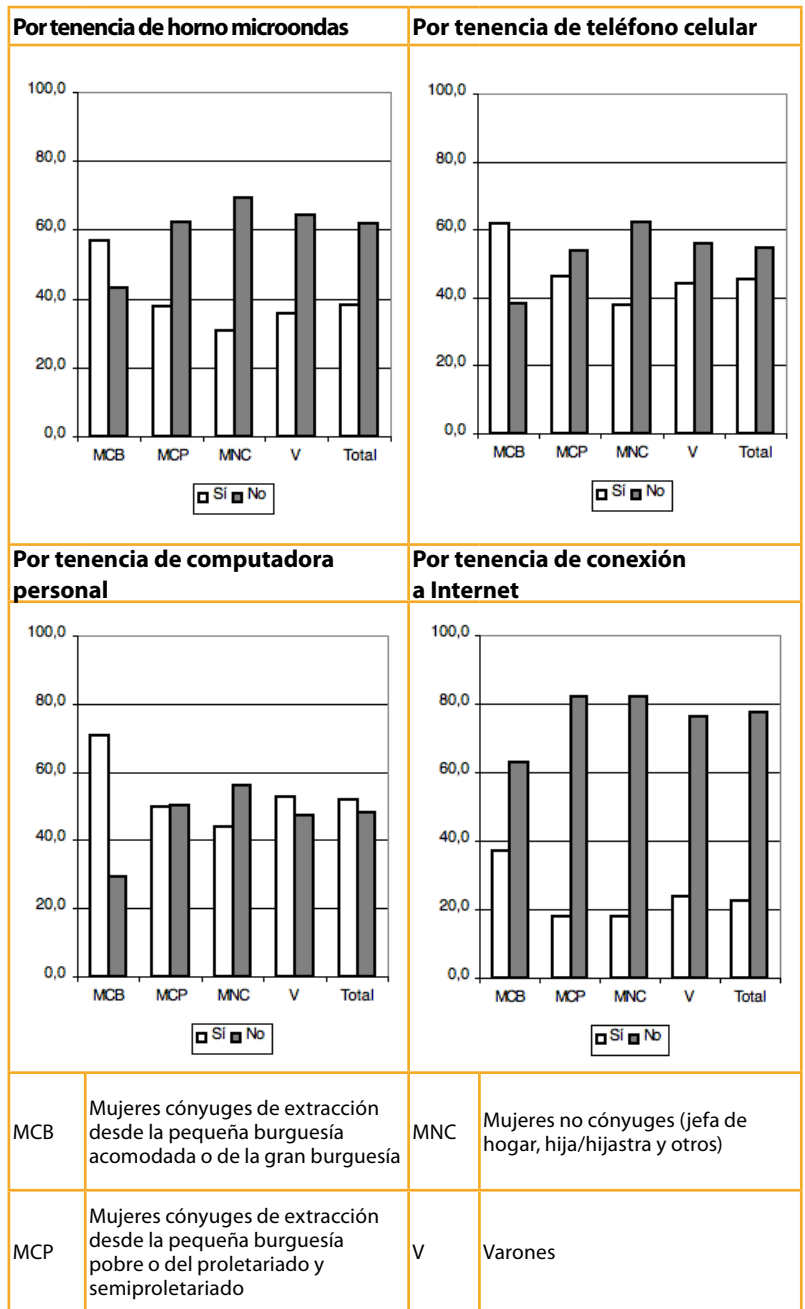 Por tenencia de horno microondas
100,0
80,0
60,0
40,0
20,0
0,0
MCB MCP MNC V Total
Sí No
Por tenencia de teléfono celular
100,0
80,0
60,0
40,0
20,0
0,0
MCB MCP MNC V Total
Sí No
Por tenencia de computadora
personal
100,0
80,0
60,0
40,0
20,0
0,0
MCB MCP MNC V Total
Sí No
Por tenencia de conexión
a Internet
100,0
80,0
60,0
40,0
20,0
0,0
MCB MCP MNC V Total
Sí No
MCB
Mujeres cónyuges de extracción
desde la pequeña burguesía
acomodada o de la gran burguesía
MNC
Mujeres no cónyuges (jefa de
hogar, hija/hijastra y otros)
MCP
Mujeres cónyuges de extracción
desde la pequeña burguesía
pobre o del proletariado y
semiproletariado
V
Varones